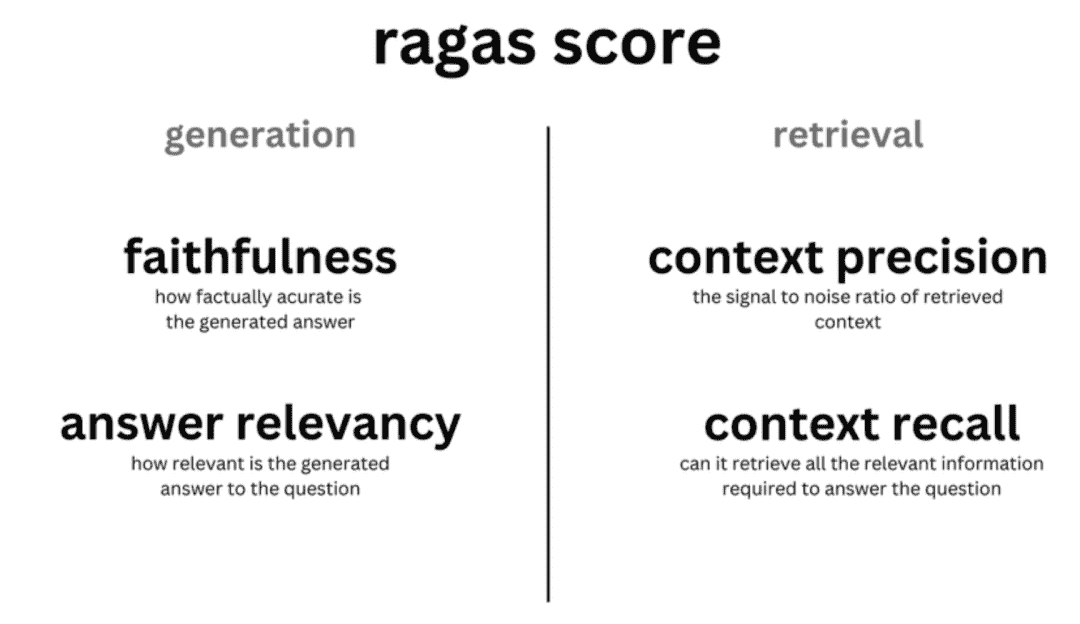 ragas score
generation
faithfulness
how factually acurate is
the generated answer
answer relevancy
how relevant is the generated
answer to the question
retrieval
context precision
the signal to noise ratio of retrieved
context
context recall
can it retrieve all the relevant information
required to answer the question